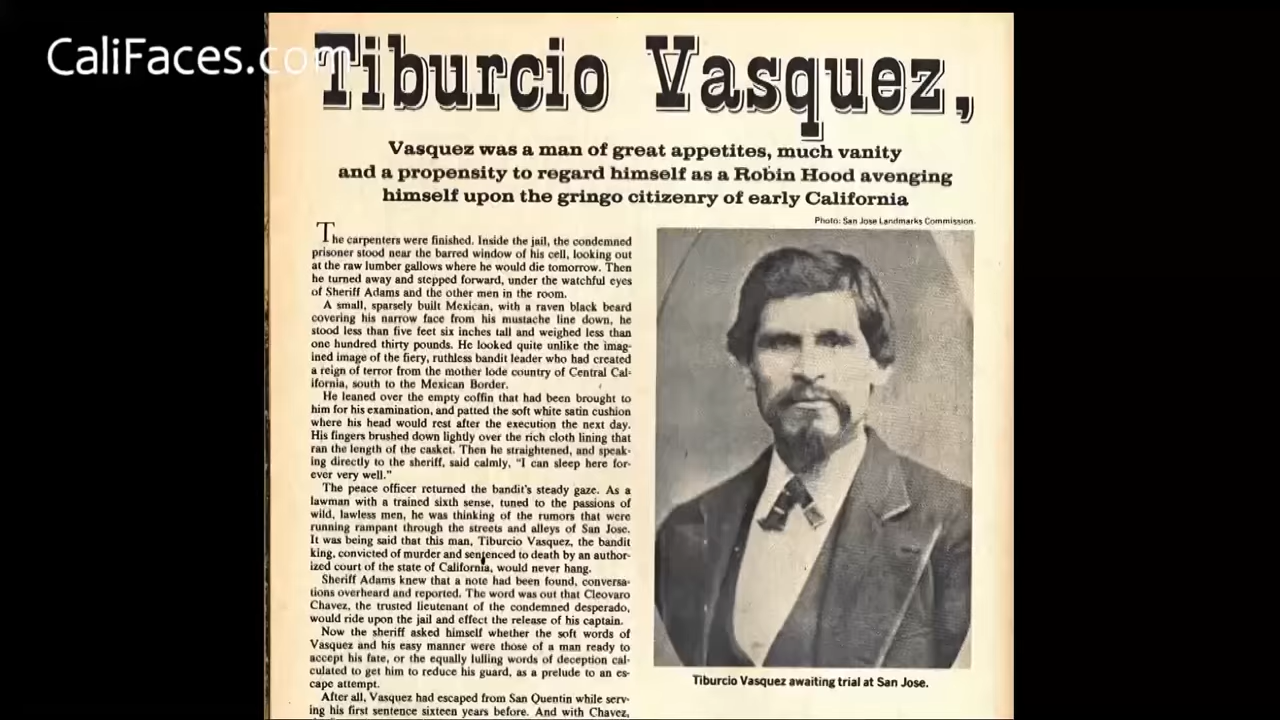 CaliFaces.com
Tiburcio Vasquez,
Vasquez was a man of great appetites, much vanity
and a propensity to regard himself as a Robin Hood avenging
himself upon the gringo citizenry of early California
Photo: San Jose Landmarks Commission.
The carpenters were finished. Inside the jail, the condemned
prisoner stood near the barred window of his cell, looking out
at the raw lumber gallows where he would die tomorrow. Then
he turned away and stepped forward, under the watchful eyes
of Sheriff Adams and the other men in the room.
A small, sparsely built Mexican, with a raven black beard
covering his narrow face from his mustache line down, he
stood less than five feet six inches tall and weighed less than
one hundred thirty pounds. He looked quite unlike the imag-
ined image of the fiery, ruthless bandit leader who had created
a reign of terror from the mother lode country of Central Cal-
ifornia, south to the Mexican Border.
He leaned over the empty coffin that had been brought to
him for his examination, and patted the soft white satin cushion
where his head would rest after the execution the next day.
His fingers brushed down lightly over the rich cloth lining that
ran the length of the casket. Then he straightened, and speak-
ing directly to the sheriff, said calmly, "I can sleep here for-
ever very well."
The peace officer returned the bandit's steady gaze. As a
lawman with a trained sixth sense, tuned to the passions of
wild, lawless men, he was thinking of the rumors that were
running rampant through the streets and alleys of San Jose.
It was being said that this man, Tiburcio Vasquez, the bandit
king, convicted of murder and sentenced to death by an author-
ized court of the state of California, would never hang.
Sheriff Adams knew that a note had been found, conversa-
tions overheard and reported. The word was out that Cleovaro
Chavez, the trusted lieutenant of the condemned desperado,
would ride upon the jail and effect the release of his captain.
Now the sheriff asked himself whether the soft words of
Vasquez and his easy manner were those of a man ready to
accept his fate, or the equally lulling words of deception cal-
culated to get him to reduce his guard, as a prelude to an es-
cape attempt.
After all, Vasquez had escaped from San Quentin while serv-
ing his first sentence sixteen years before. And with Chavez,
Tiburcio Vasquez awaiting trial at San Jose.